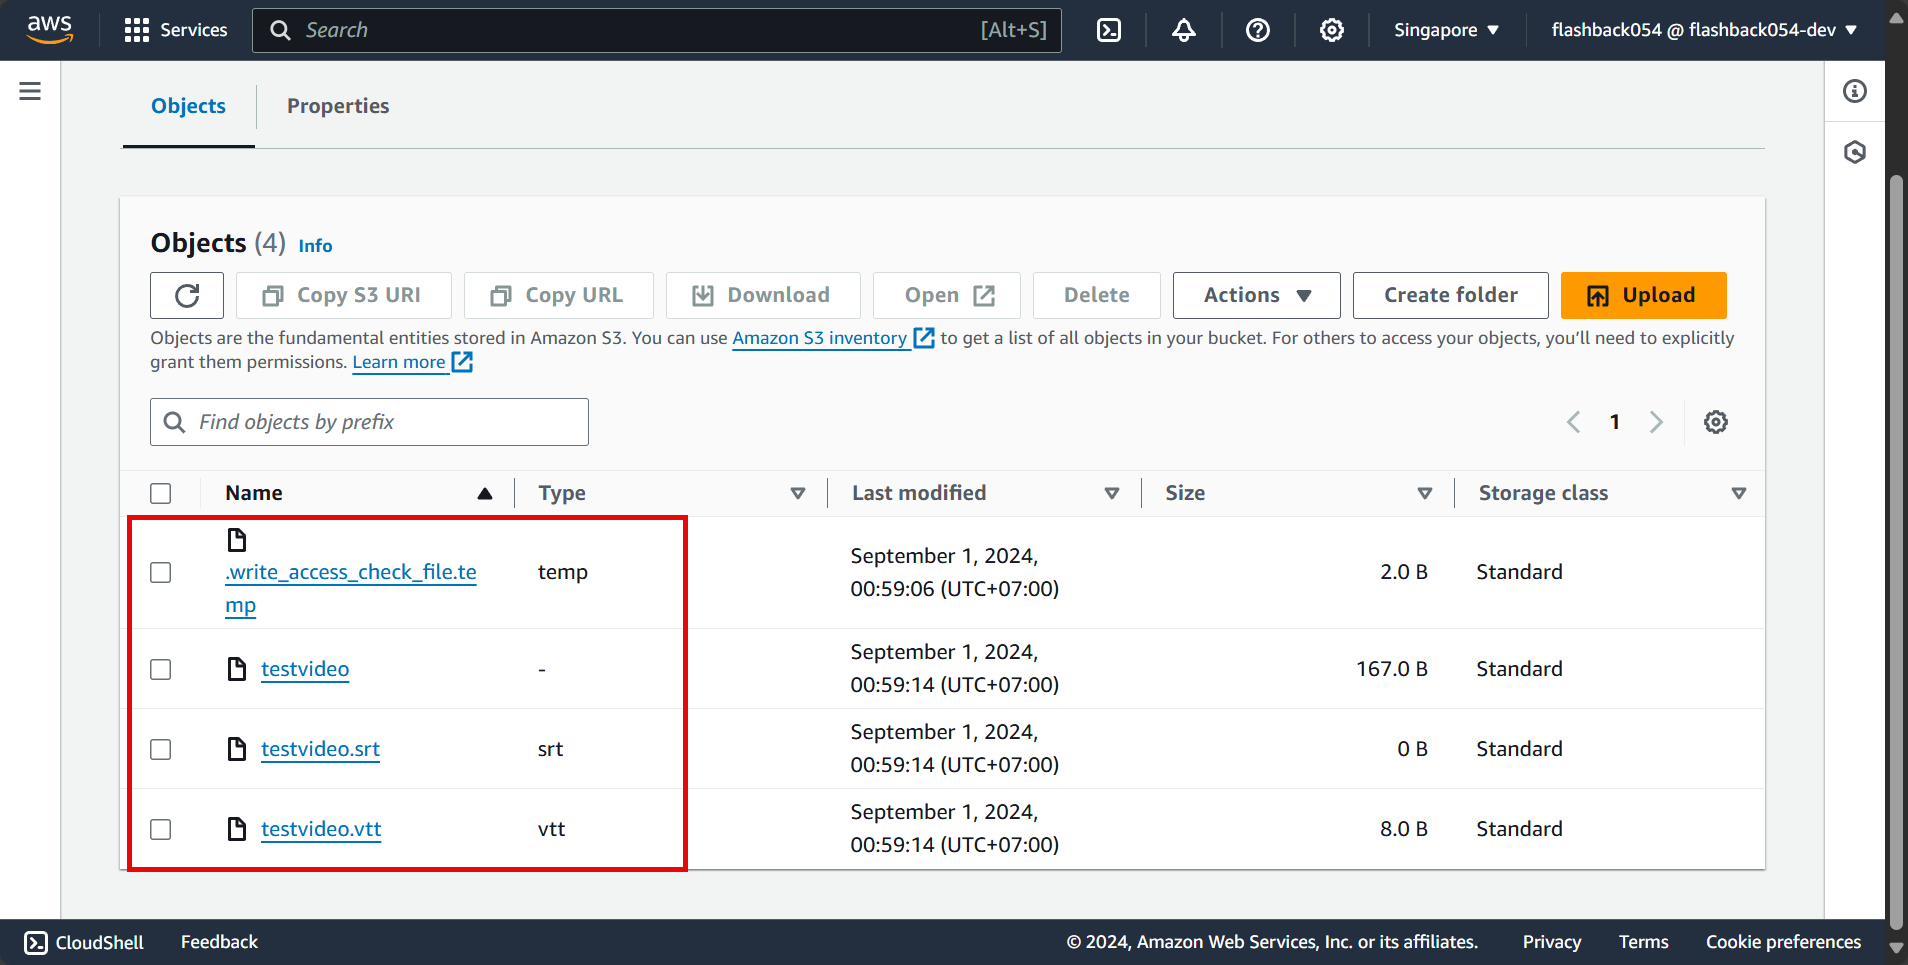 aws
Services
Search
[Alt+S]
Singapore
flashback054 @ flashback054-dev
Objects
Properties
Objects (4) Info
Copy S3 URI
Copy URL
Download
Open
Delete
Actions
Create folder
Upload
Objects are the fundamental entities stored in Amazon S3. You can use Amazon S3 inventory to get a list of all objects in your bucket. For others to access your objects, you’ll need to explicitly
grant them permissions. Learn more
Find objects by prefix
1
Name
Type
Last modified
Size
Storage class
.write_access_check_file.te
mp
temp
September 1, 2024,
00:59:06 (UTC+07:00)
2.0 B
Standard
testvideo
-
September 1, 2024,
00:59:14 (UTC+07:00)
167.0 B
Standard
testvideo.srt
srt
September 1, 2024,
00:59:14 (UTC+07:00)
0 B
Standard
testvideo.vtt
vtt
September 1, 2024,
00:59:14 (UTC+07:00)
8.0 B
Standard
CloudShell
Feedback
© 2024, Amazon Web Services, Inc. or its affiliates.
Privacy
Terms
Cookie preferences